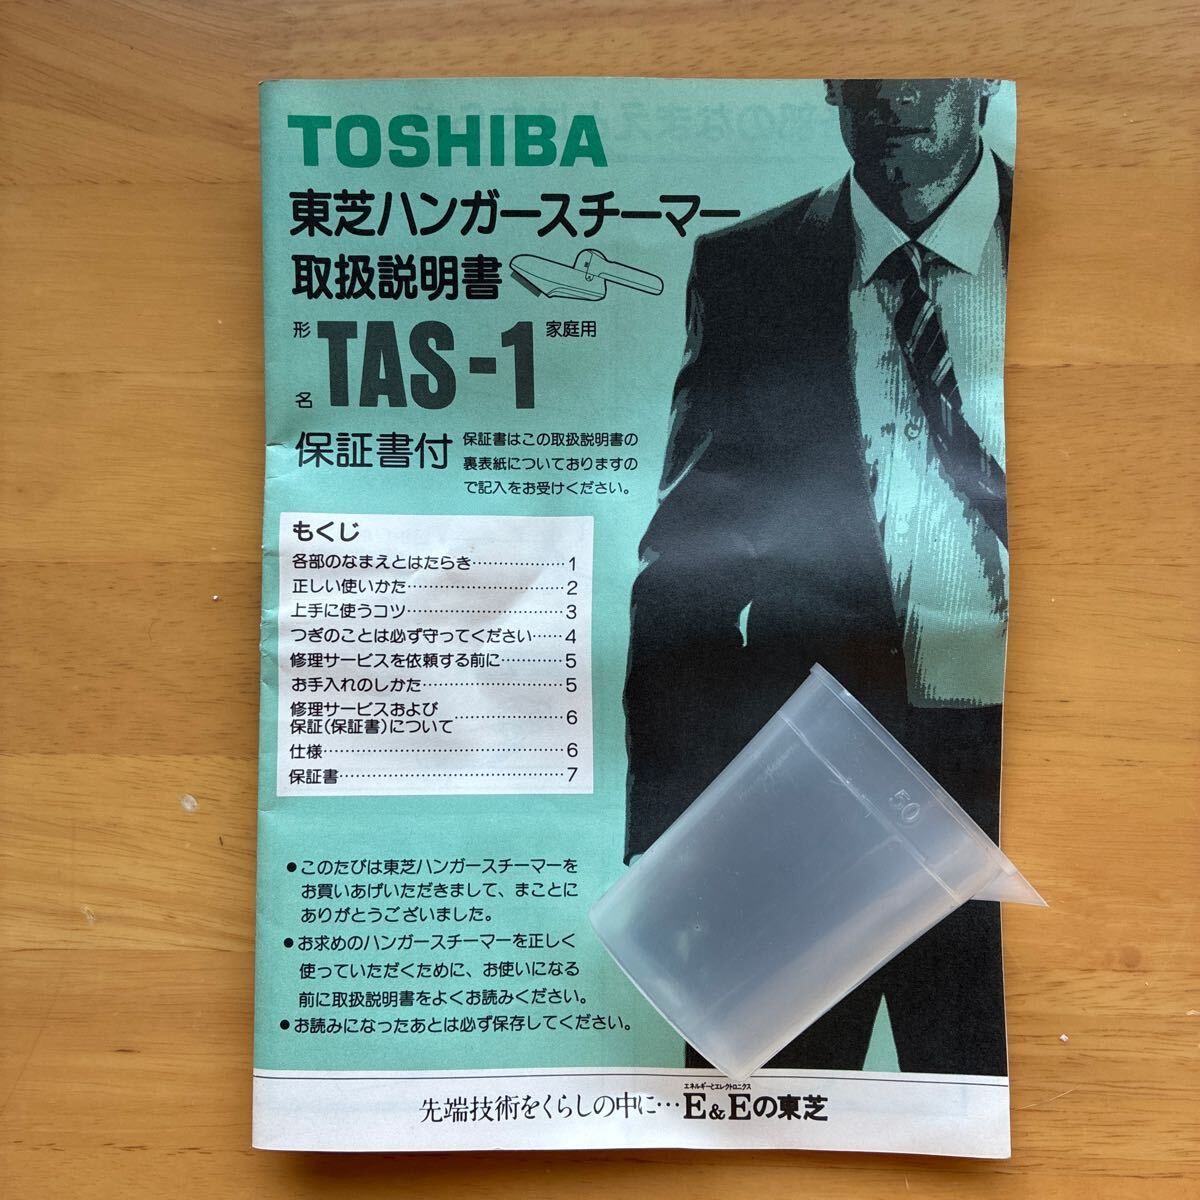 TOSHIBA
東芝ハンガースチーマー
取扱説明書
形名 TAS-1 家庭用
保証書付
保証書はこの取扱説明書の
裏表紙についておりますの
で記入をお受けください。
もくじ
各部のなまえとはたらき………………1
正しい使いかた…………………………2
上手に使うコツ…………………………3
つぎのことは必ず守ってください……4
修理サービスを依頼する前に…………5
お手入れのしかた………………………5
修理サービスおよび
保証(保証書)について…………………6
仕様………………………………………6
保証書……………………………………7
●このたびは東芝ハンガースチーマーを
お買いあげいただきまして、まことに
ありがとうございました。
●お求めのハンガースチーマーを正しく
使っていただくために、お使いになる
前に取扱説明書をよくお読みください。
●お読みになったあとは必ず保存してください。
50
エネルギーとエレクトロニクス
先端技術をくらしの中に…E&Eの東芝